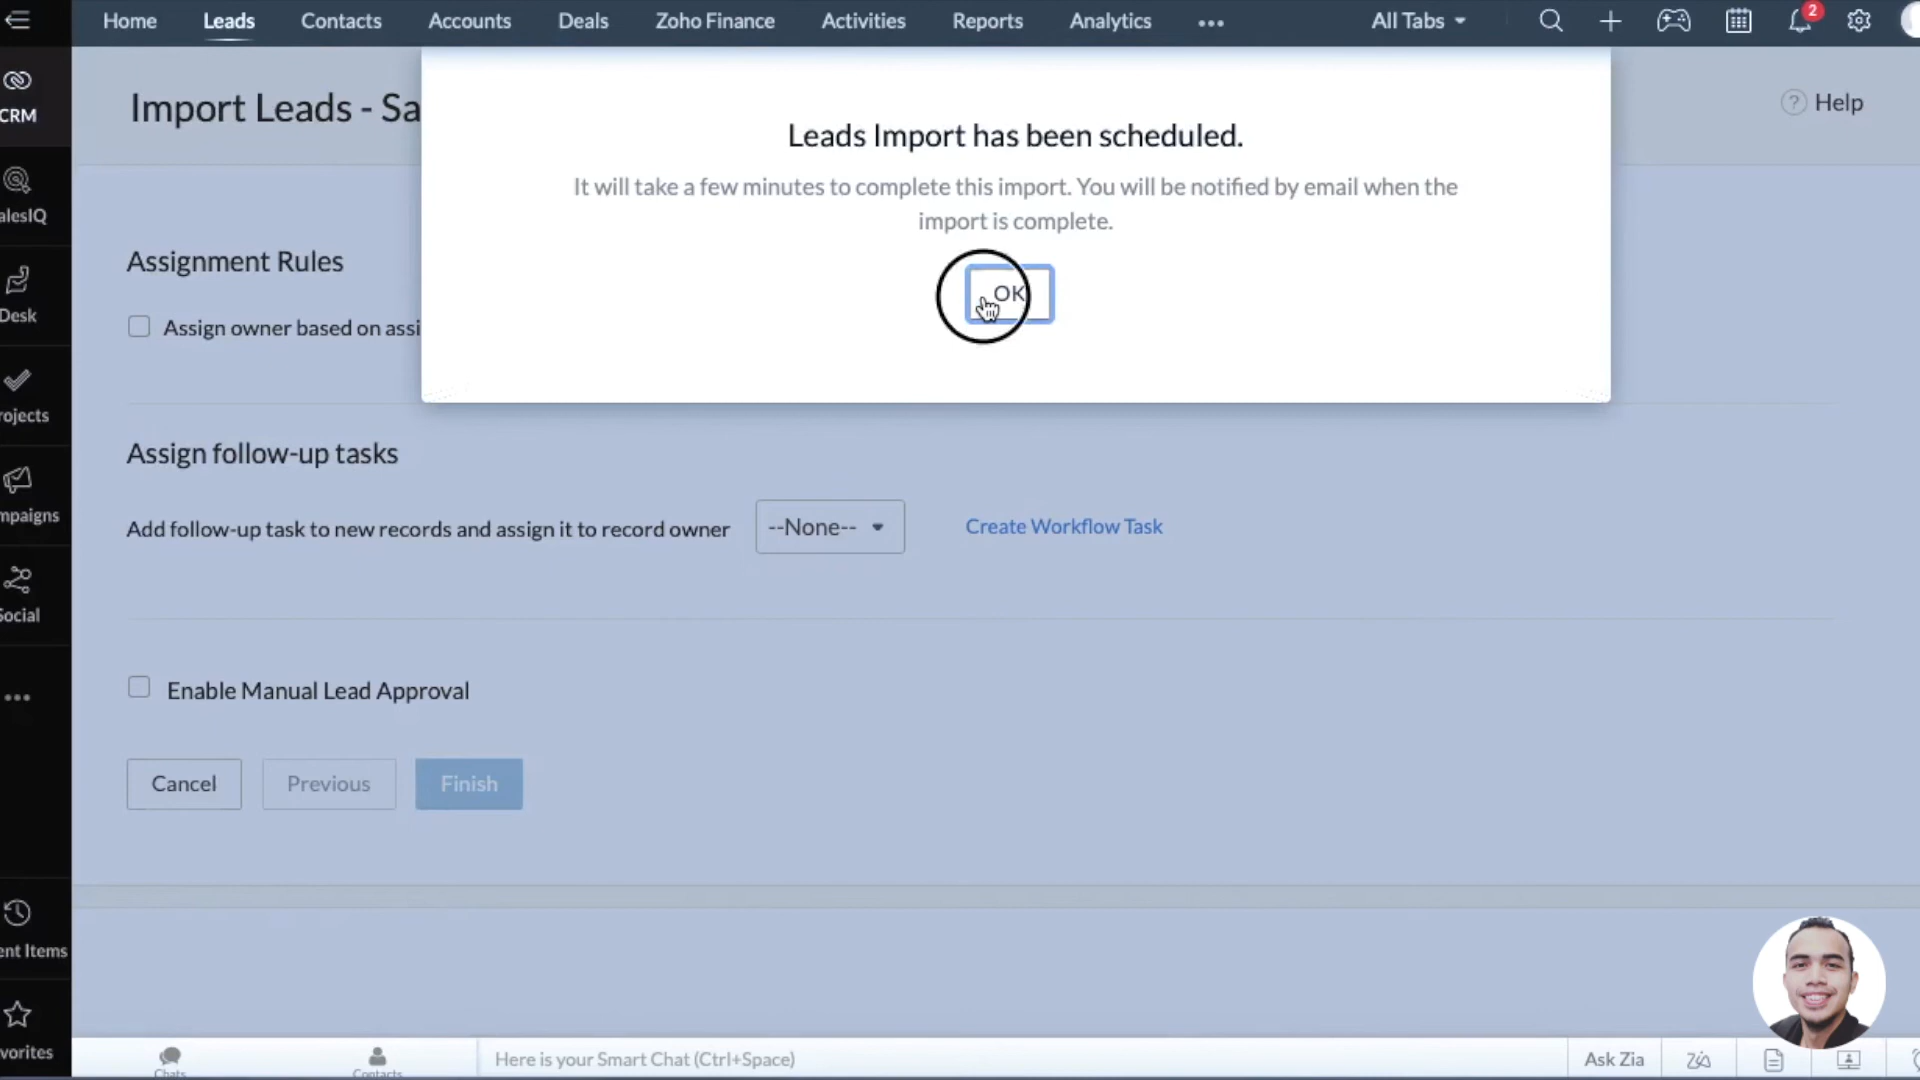 Home Leads Contacts Accounts Deals Zoho Finance Activities Reports Analytics ••• All Tabs
2
CRM
alesIQ
Desk
rojects
mpaigns
Social
ent Items
vorites
Import Leads - Sa
Help
Leads Import has been scheduled.
It will take a few minutes to complete this import. You will be notified by email when the
import is complete.
OK
Assignment Rules
Assign owner based on assi
Assign follow-up tasks
Add follow-up task to new records and assign it to record owner --None-- Create Workflow Task
Enable Manual Lead Approval
Cancel Previous Finish
Chats Contacts Here is your Smart Chat (Ctrl+Space) Ask Zia